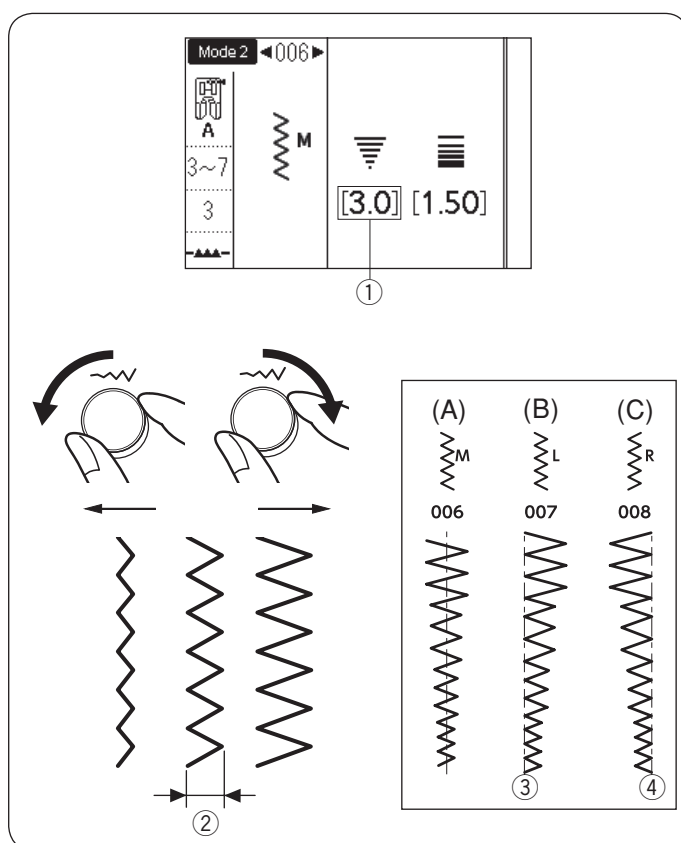 Mode 2 ◀006▶
A
M
3~7
3
[3.0] [1.50]
①
(A) (B) (C)
M L R
006 007 008
②
③ ④